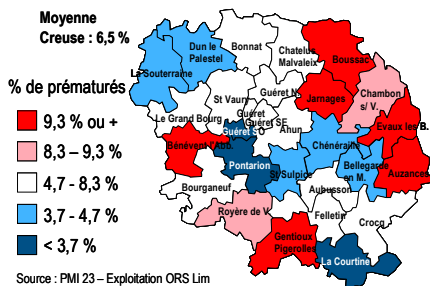 Moyenne
Creuse : 6,5 %
% de prématurés
9,3 % ou +
8,3 – 9,3 %
4,7 - 8,3 %
3,7 - 4,7 %
< 3,7 %
Source : PMI 23 – Exploitation ORS Lim
Dun le
Palestel
Bonnat
Chatelus
Malvaleix
Boussac
La Souterraine
Chambon
s/ V.
St Vaury
Guéret N.
Jarnages
Le Grand Bourg
Guéret
Guéret SE
Guéret SO
Ahun
Evaux les B.
Bénévent l'Abb.
Chénéraille
Pontarion
St Sulpice
Bellegarde
en M.
Auzances
Bourganeuf
Aubusson
Royère de V.
Felletin
Crocq
Gentioux
Pigerolles
La Courtine